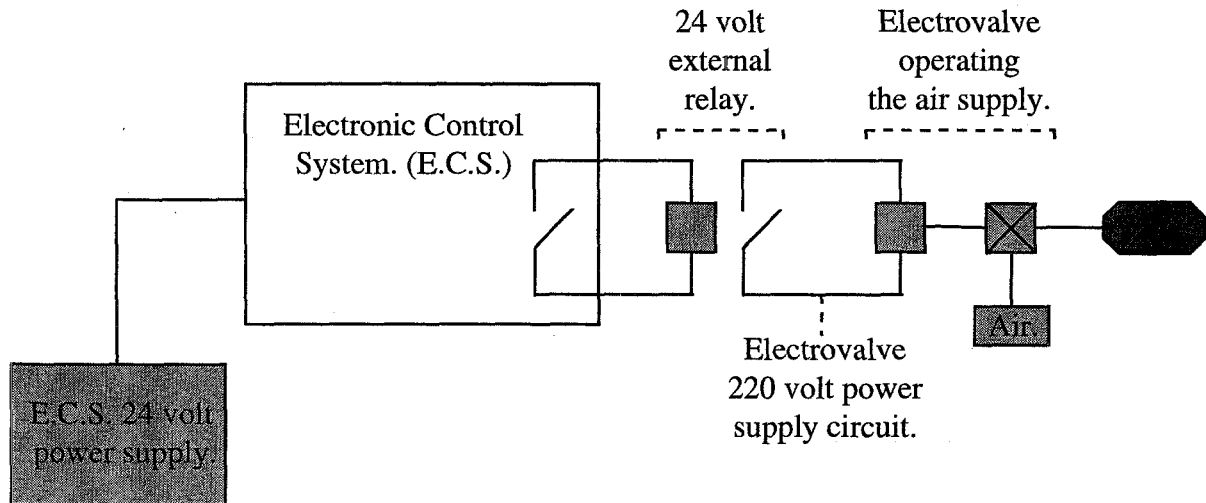 24 volt
external
relay.
Electrovalve
operating
the air supply.
Electronic Control
System. (E.C.S.)
Air.
Electrovalve
220 volt power
supply circuit.
E.C.S. 24 volt
power supply.